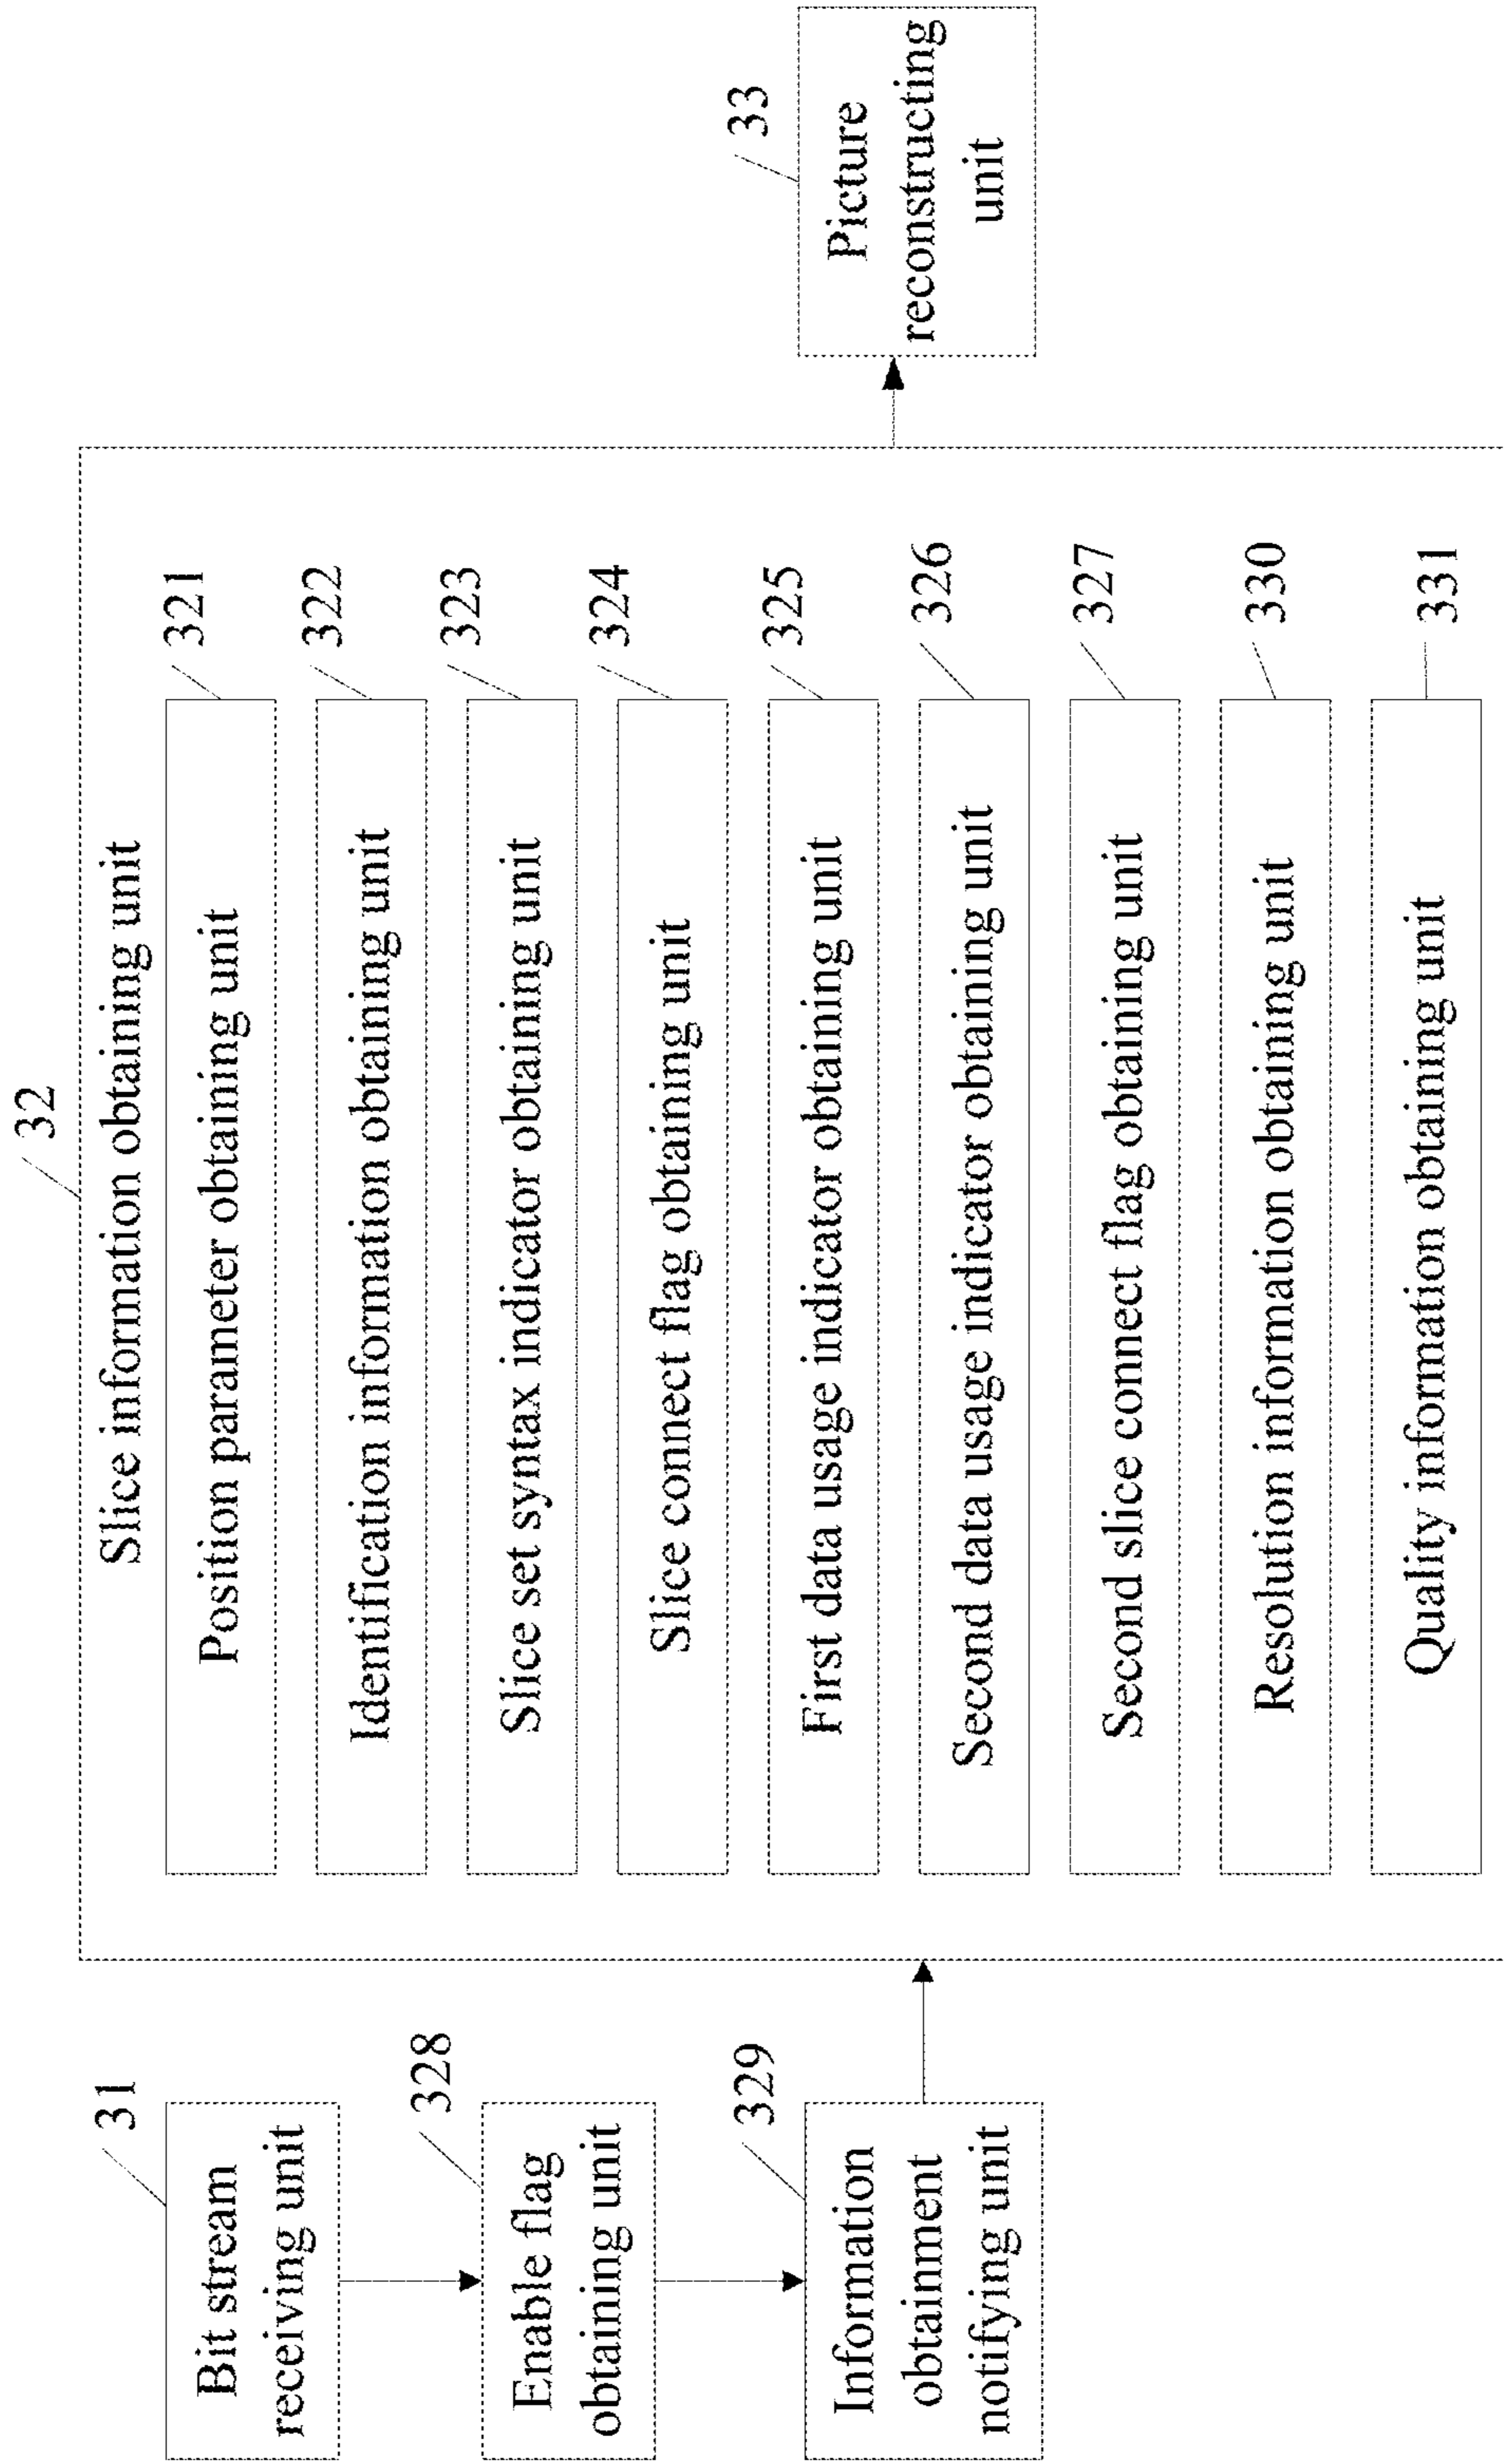 31
Bit stream
receiving unit
328
Enable flag
obtaining unit
329
Information
obtainment
notifying unit
32
Slice information obtaining unit
321
Position parameter obtaining unit
322
Identification information obtaining unit
323
Slice set syntax indicator obtaining unit
324
Slice connect flag obtaining unit
325
First data usage indicator obtaining unit
326
Second data usage indicator obtaining unit
327
Second slice connect flag obtaining unit
330
Resolution information obtaining unit
331
Quality information obtaining unit
33
Picture
reconstructing
unit